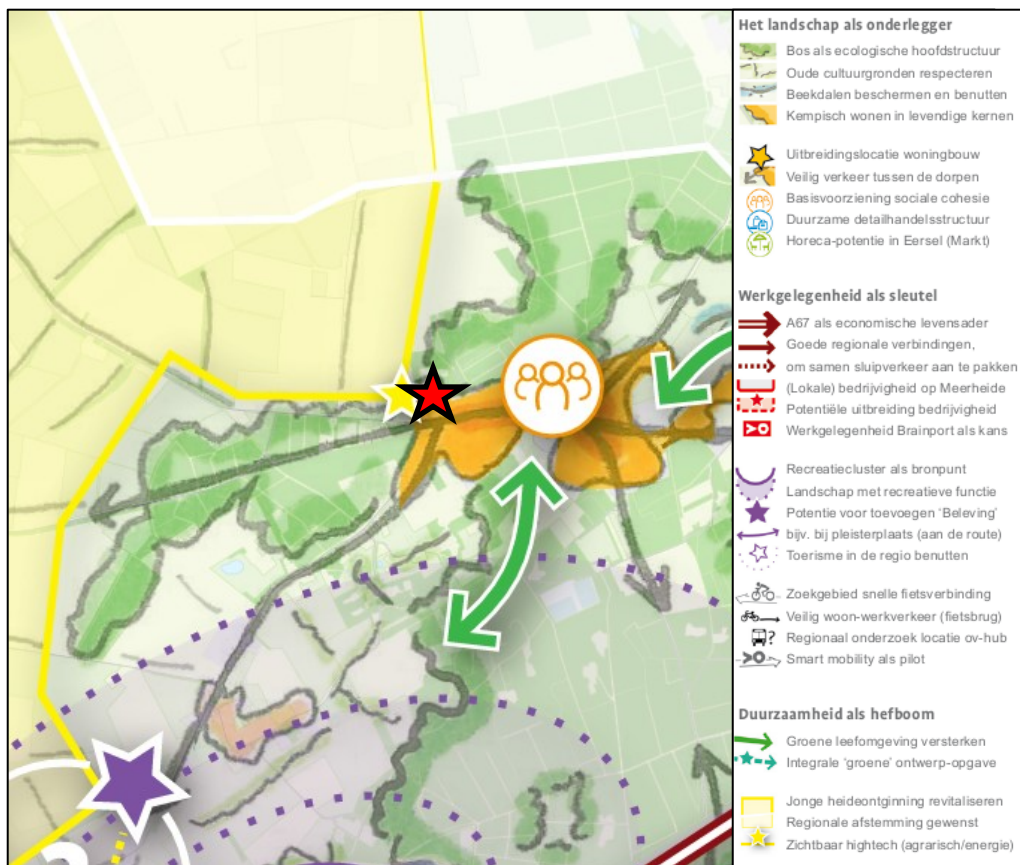 Het landschap als onderlegger
Bos als ecologische hoofdstructuur
Oude cultuurgronden respecteren
Beekdalen beschermen en benutten
Kempisch wonen in levendige kernen
Uitbreidingslocatie woningbouw
Veilig verkeer tussen de dorpen
Basisvoorziening sociale cohesie
Duurzame detailhandelsstructuur
Horeca-potentie in Eersel (Markt)
Werkgelegenheid als sleutel
A67 als economische levensader
Goede regionale verbindingen,
om samen sluipverkeer aan te pakken
(Lokale) bedrijvigheid op Meerheide
Potentiële uitbreiding bedrijvigheid
Werkgelegenheid Brainport als kans
Recreatiecluster als bronpunt
Landschap met recreatieve functie
Potentie voor toevoegen 'Beleving'
bijv. bij pleisterplaats (aan de route)
Toerisme in de regio benutten
Zoekgebied snelle fietsverbinding
Veilig woon-werkverkeer (fietsbrug)
? Regionaal onderzoek locatie ov-hub
Smart mobility als pilot
Duurzaamheid als hefboom
Groene leefomgeving versterken
Integrale 'groene' ontwerp-opgave
Jonge heideontginning revitaliseren
Regionale afstemming gewenst
Zichtbaar hightech (agrarisch/energie)